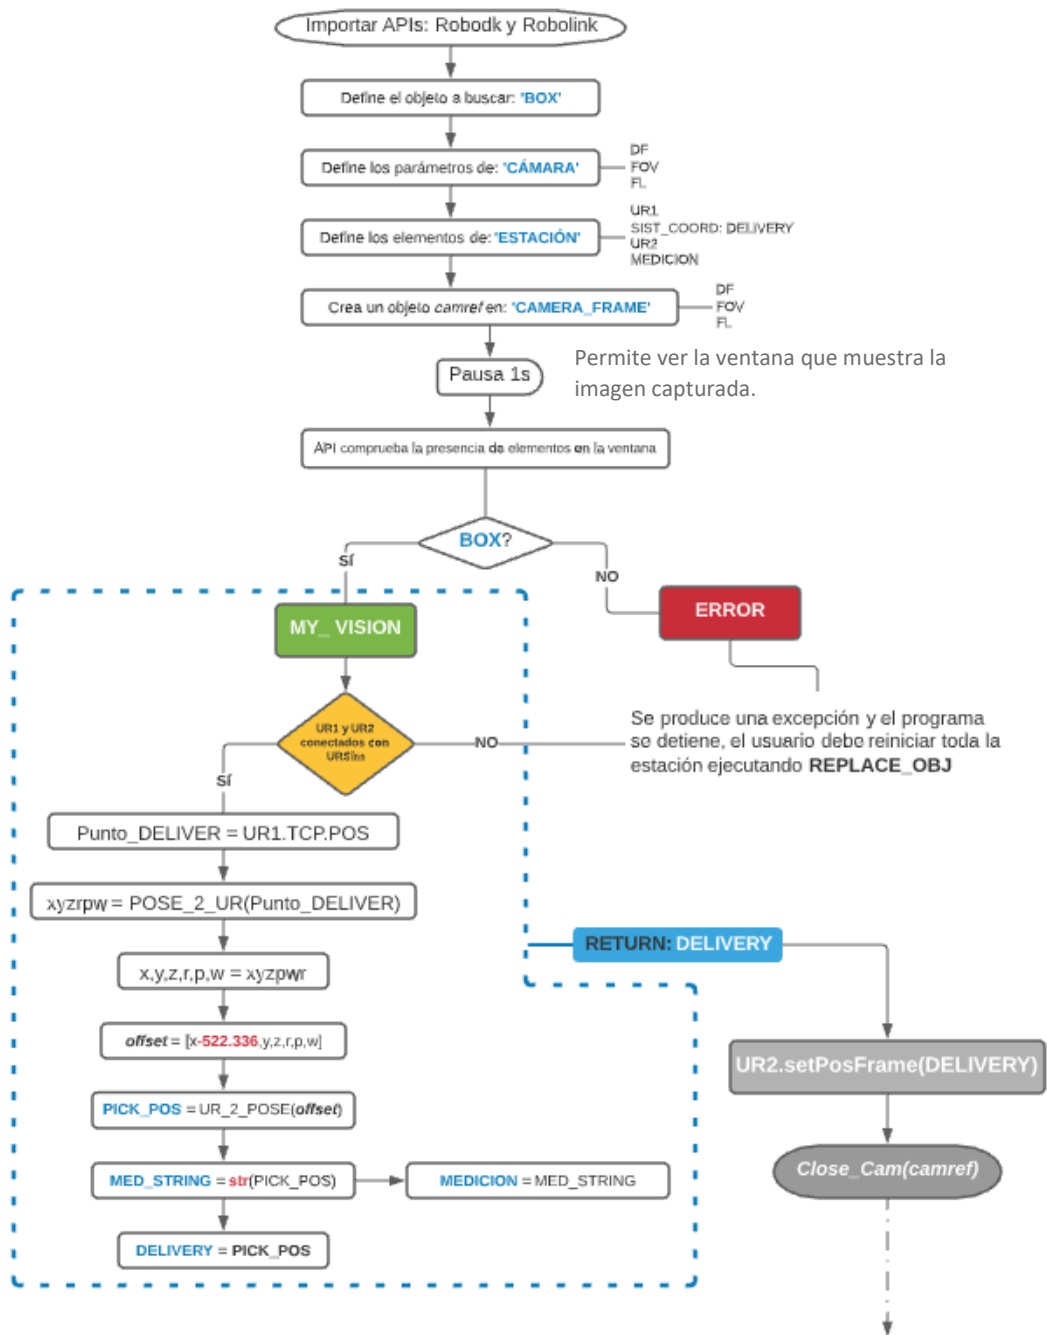 Importar APIs: Robodk y Robolink
Define el objeto a buscar: 'BOX'
Define los parámetros de: 'CÁMARA'
DF
FOV
FL
Define los elementos de: 'ESTACIÓN'
UR1
SIST_COORD: DELIVERY
UR2
MEDICION
Crea un objeto camref en: 'CAMERA_FRAME'
DF
FOV
FL
Pausa 1s
Permite ver la ventana que muestra la
imagen capturada.
API comprueba la presencia de elementos en la ventana
BOX?
SÍ
NO
ERROR
MY_ VISION
UR1 y UR2
conectados con
URSim
NO
SÍ
Se produce una excepción y el programa
se detiene, el usuario debe reiniciar toda la
estación ejecutando REPLACE_OBJ
Punto_DELIVER = UR1.TCP.POS
xyzrpw = POSE_2_UR(Punto_DELIVER)
x,y,z,r,p,w = xyzpwr
offset = [x-522.336,y,z,r,p,w]
PICK_POS = UR_2_POSE(offset)
MED_STRING = str(PICK_POS)
MEDICION = MED_STRING
DELIVERY = PICK_POS
RETURN: DELIVERY
UR2.setPosFrame(DELIVERY)
Close_Cam(camref)